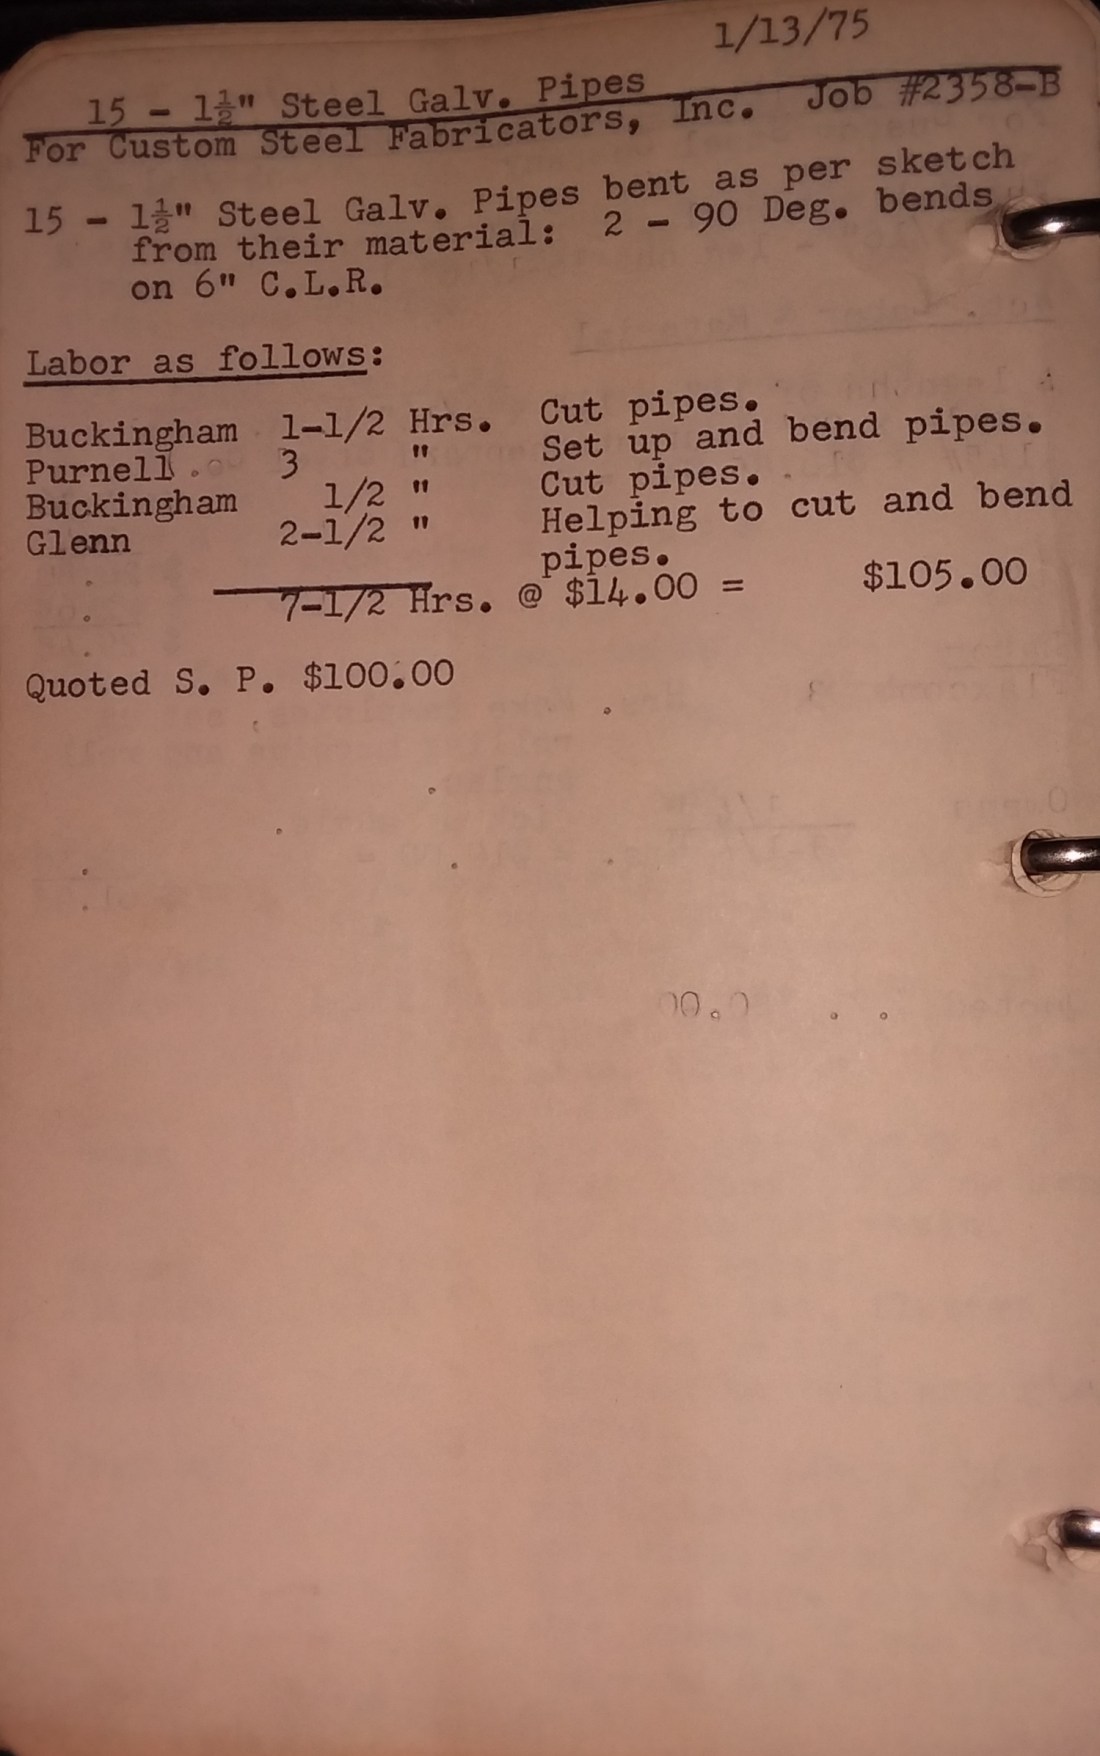 1/13/75
15 - 1½" Steel Galv. Pipes
For Custom Steel Fabricators, Inc. Job #2358-B
15 - 1½" Steel Galv. Pipes bent as per sketch
from their material: 2 - 90 Deg. bends
on 6" C.L.R.
Labor as follows:
Buckingham 1-1/2 Hrs. Cut pipes.
Purnell 3 " Set up and bend pipes.
Buckingham 1/2 " Cut pipes.
Glenn 2-1/2 " Helping to cut and bend
pipes.
7-1/2 Hrs. @ $14.00 = $105.00
Quoted S. P. $100.00